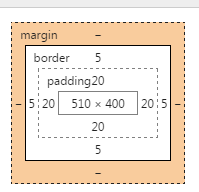 margin –
border 5
padding20
– 5 20 510 × 400 20 5 –
20
5
–